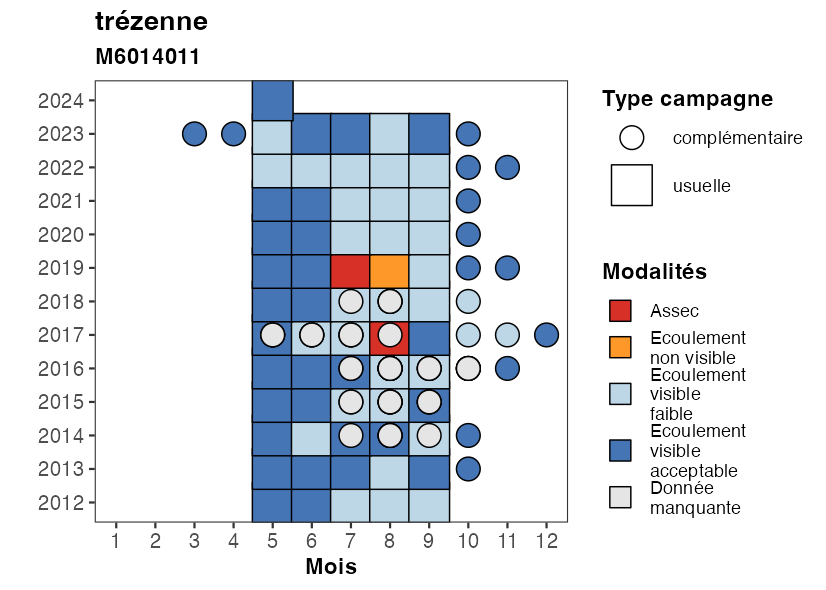 trézenne
M6014011
2024
2023
2022
2021
2020
2019
2018
2017
2016
2015
2014
2013
2012
1 2 3 4 5 6 7 8 9 10 11 12
Mois
Type campagne
complémentaire
usuelle
Modalités
Assec
Ecoulement
non visible
Ecoulement
visible
faible
Ecoulement
visible
acceptable
Donnée
manquante